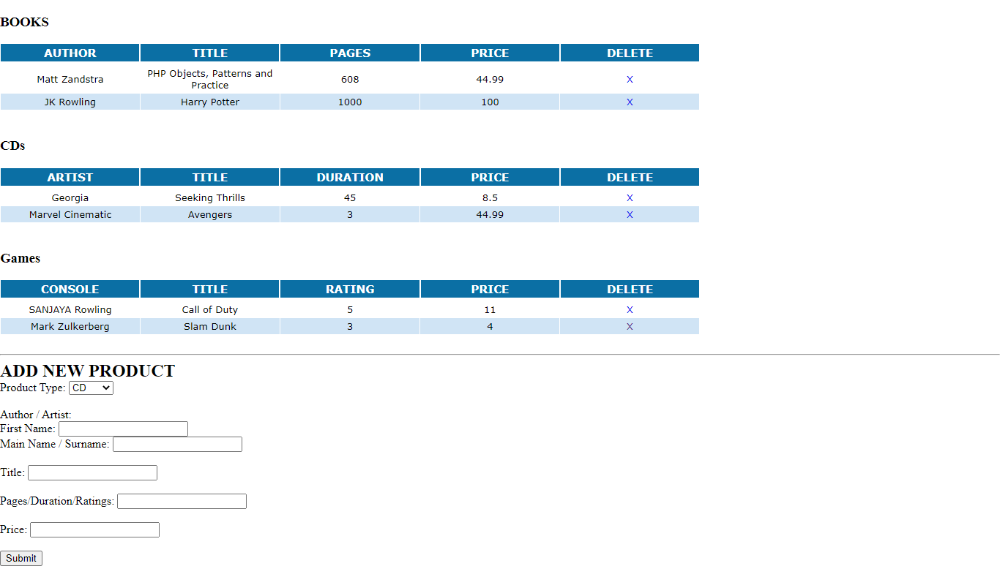 BOOKS
AUTHOR TITLE PAGES PRICE DELETE
Matt Zandstra PHP Objects, Patterns and Practice 608 44.99 X
JK Rowling Harry Potter 1000 100 X
CDs
ARTIST TITLE DURATION PRICE DELETE
Georgia Seeking Thrills 45 8.5 X
Marvel Cinematic Avengers 3 44.99 X
Games
CONSOLE TITLE RATING PRICE DELETE
SANJAYA Rowling Call of Duty 5 11 X
Mark Zulkerberg Slam Dunk 3 4 X
ADD NEW PRODUCT
Product Type: CD
Author / Artist:
First Name:
Main Name / Surname:
Title:
Pages/Duration/Ratings:
Price:
Submit